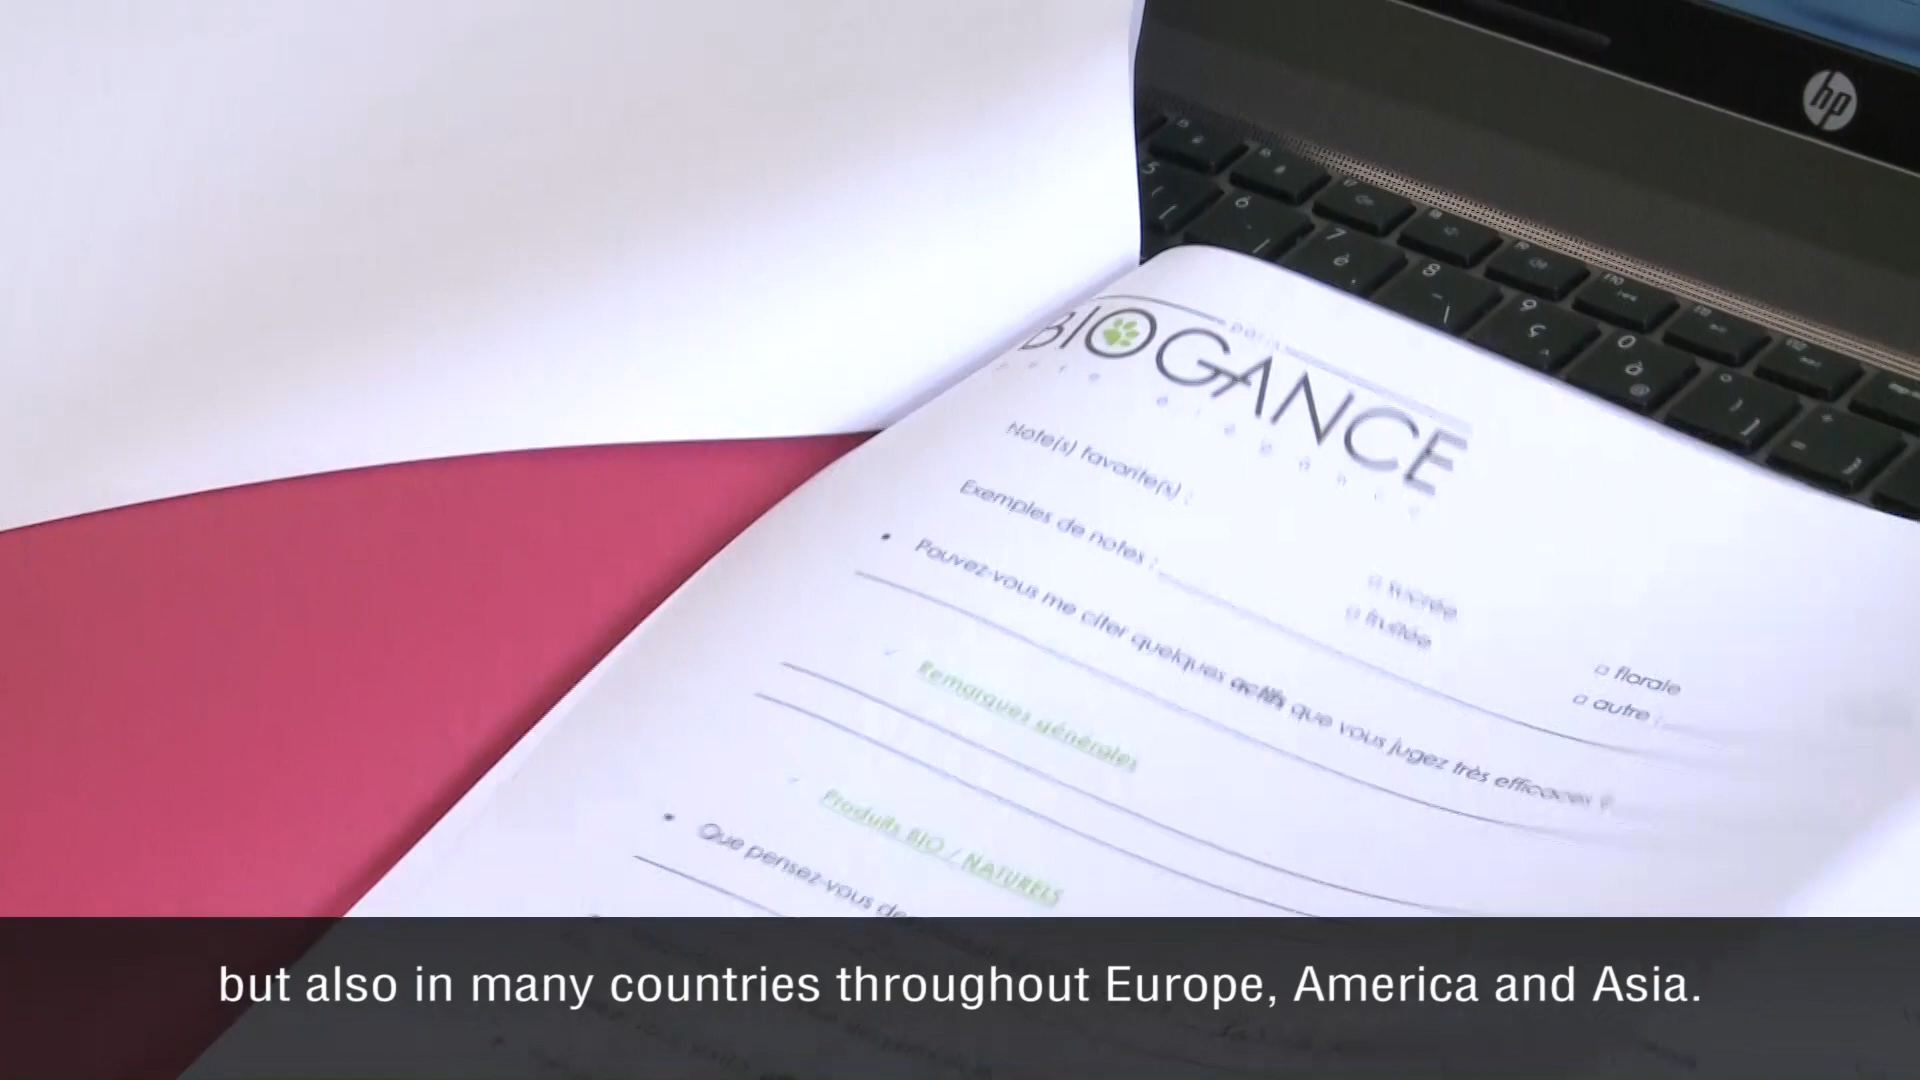 hp
paris
BIOGANCE
Note(s) favorite(s) :
Exemples de notes :
sucrée
fruitée
florale
autre :
Pouvez-vous me citer quelques actifs que vous jugez très efficaces ?
Remarques générales
Produits BIO / NATURELS
Que pensez-vous des
but also in many countries throughout Europe, America and Asia.